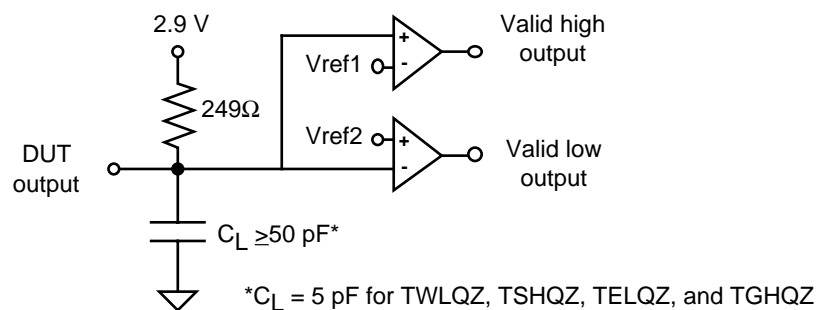 2.9 V
Valid high
output
+
-
Vref1
249Ω
Vref2
+
-
DUT
output
Valid low
output
C_L ≥50 pF*
*C_L = 5 pF for TWLQZ, TSHQZ, TELQZ, and TGHQZ